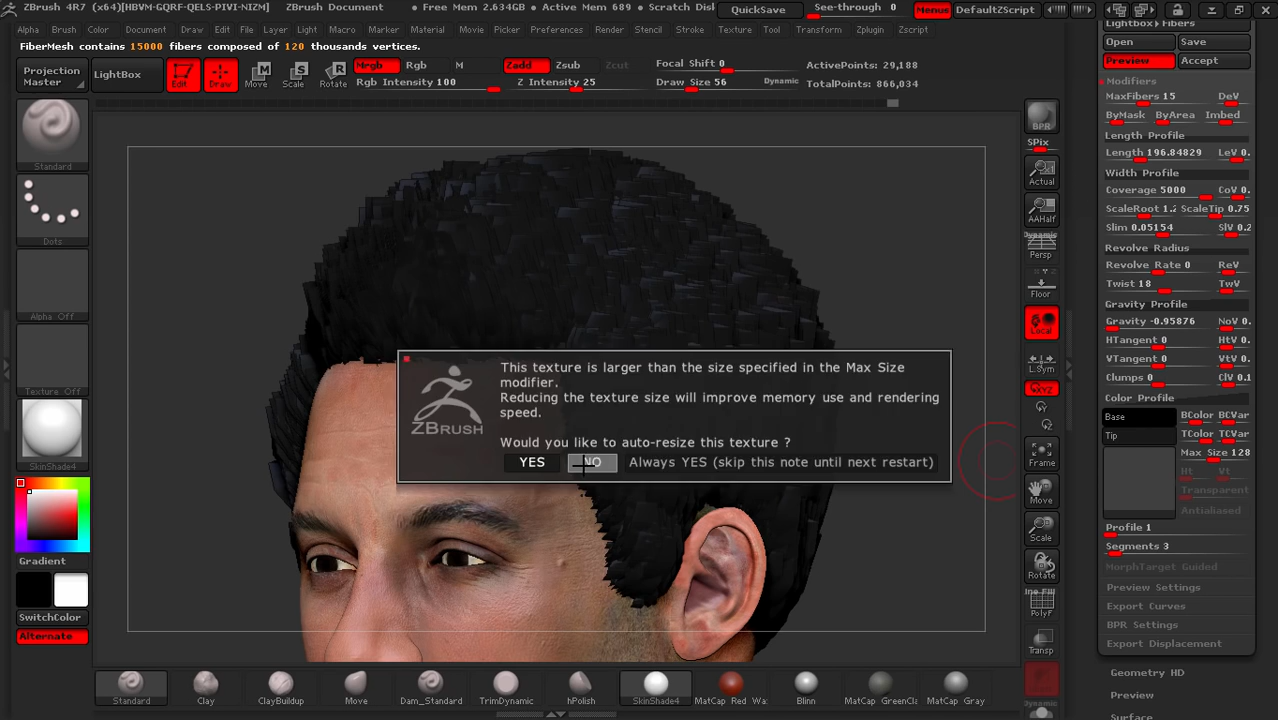 ZBrush 4R7 (x64)[HBVM-GQRF-QELS-PIVI-NIZM] ZBrush Document • Free Mem 2.634GB • Active Mem 689 • Scratch Disl QuickSave See-through 0 Menus DefaultZScript
Alpha Brush Color Document Draw Edit File Layer Light Macro Marker Material Movie Picker Preferences Render Stencil Stroke Texture Tool Transform Zplugin Zscript
FiberMesh contains 15000 fibers composed of 120 thousands vertices.
Projection Master
LightBox
Edit
Draw
Move
Scale
Rotate
Mrgb Rgb M
Rgb Intensity 100
Zadd Zsub Zcut
Z Intensity 25
Focal Shift 0
Draw Size 56 Dynamic
ActivePoints: 29,188
TotalPoints: 866,034
Standard
Dots
Alpha Off
Texture Off
SkinShade4
Gradient
SwitchColor
Alternate
This texture is larger than the size specified in the Max Size
modifier.
Reducing the texture size will improve memory use and rendering
speed.
Would you like to auto-resize this texture ?
ZBRUSH
YES NO Always YES (skip this note until next restart)
BPR
SPix
Actual
AAHalf
Dynamic
Persp
Floor
Local
L.Sym
XYZ
Frame
Move
Scale
Rotate
Line Fill
PolyF
Transp
Dynamic
Lightbox▸Fibers
Open Save
Preview Accept
Modifiers
MaxFibers 15 DeV
ByMask ByArea Imbed
Length Profile
Length 196.84829 LeV 0.
Width Profile
Coverage 5000 CoV 0.
ScaleRoot 1.2 ScaleTip 0.75
Slim 0.05154 SlV 0.2
Revolve Radius
Revolve Rate 0 ReV
Twist 18 TwV
Gravity Profile
Gravity -0.95876 NoV 0.
HTangent 0 HtV 0.
VTangent 0 VtV 0.
Clumps 0 ClV 0.1
Color Profile
Base BColor BCVar
Tip TColor TCVar
Max Size 128
Ht Vt
Transparent
Antialiased
Profile 1
Segments 3
MorphTarget Guided
Preview Settings
Export Curves
BPR Settings
Export Displacement
Geometry HD
Preview
Surface
Standard Clay ClayBuildup Move Dam_Standard TrimDynamic hPolish SkinShade4 MatCap Red Wa: Blinn MatCap GreenCla MatCap Gray